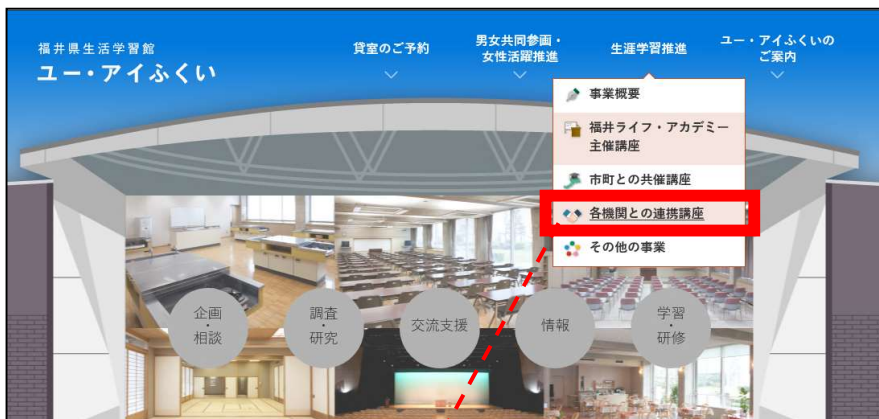 福井県生活学習館
ユー・アイふくい
貸室のご予約
男女共同参画・
女性活躍推進
生涯学習推進
ユー・アイふくいの
ご案内
事業概要
福井ライフ・アカデミー
主催講座
市町との共催講座
各機関との連携講座
その他の事業
企画
・
相談
調査
・
研究
交流支援
情報
学習
・
研修